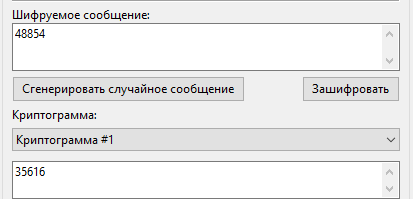 Шифруемое сообщение:
48854
Сгенерировать случайное сообщение
Зашифровать
Криптограмма:
Криптограмма #1
35616